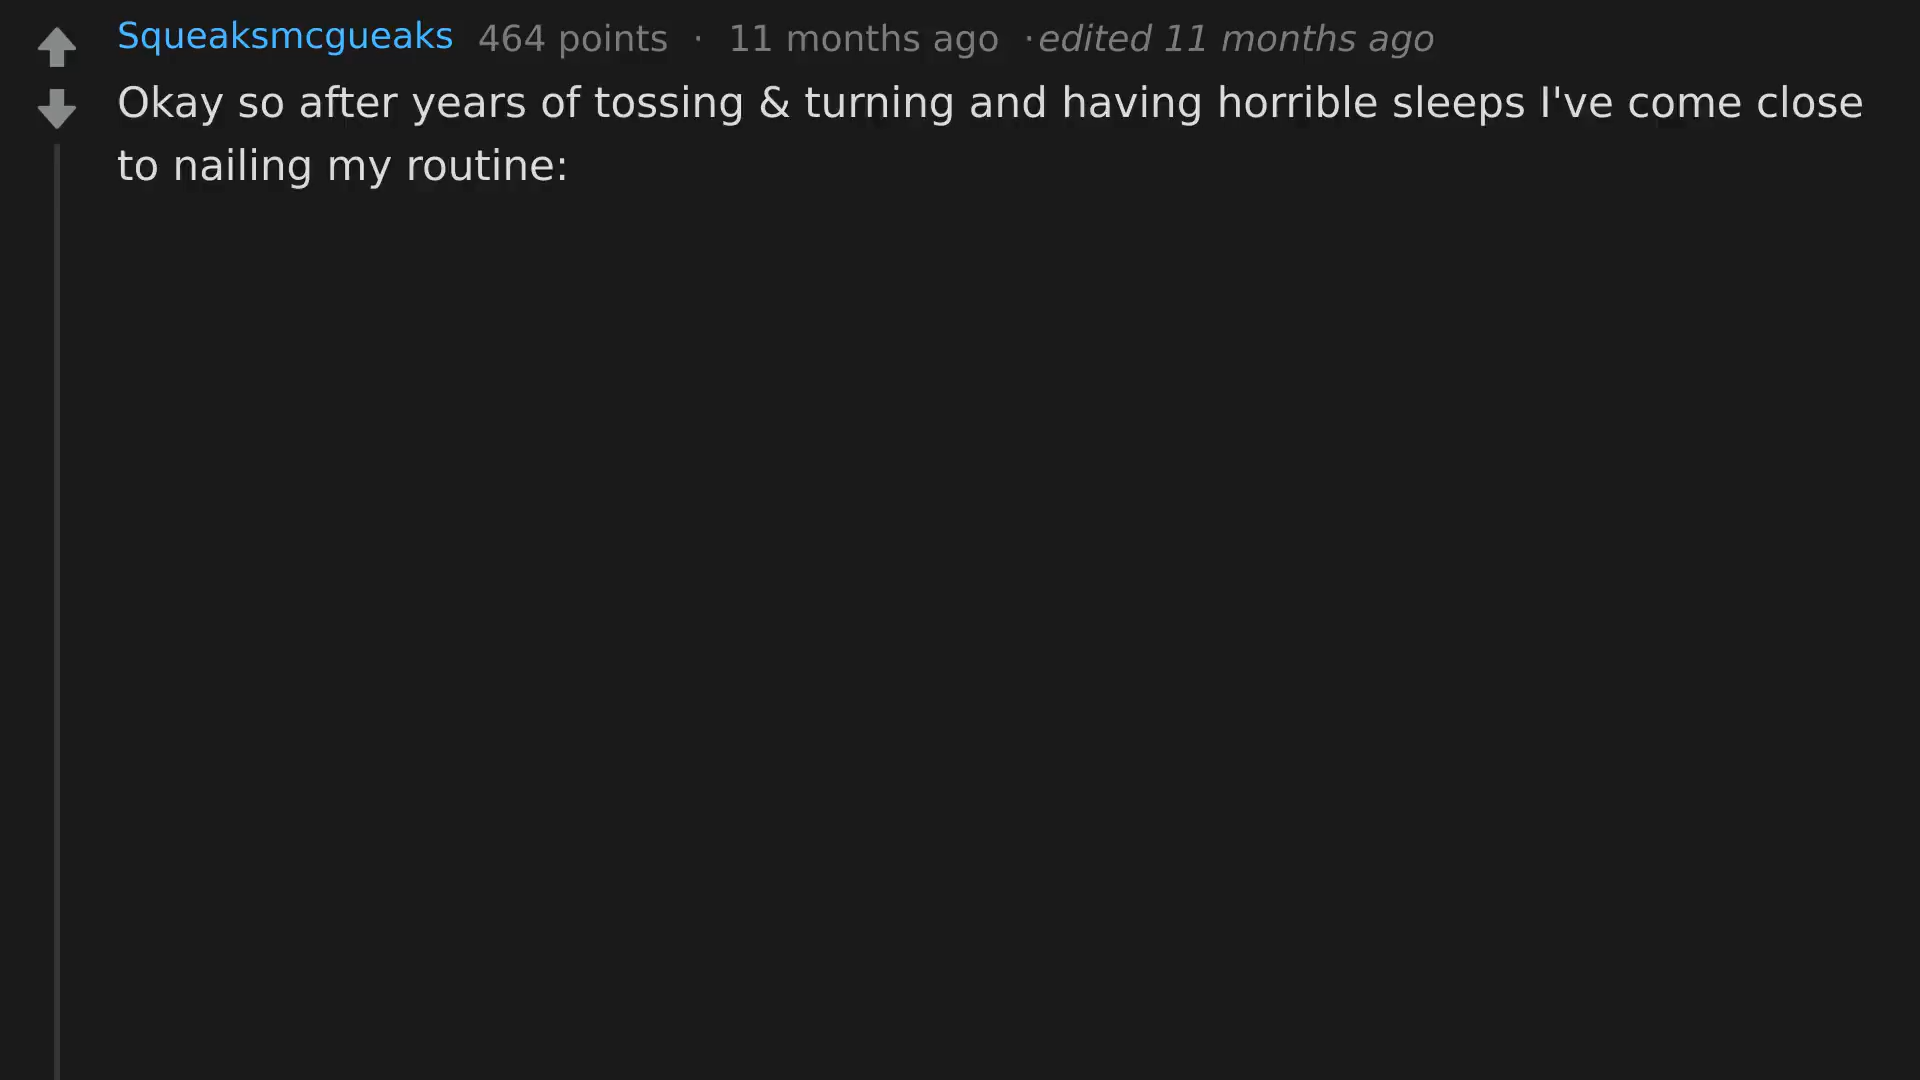 Squeaksmcgueaks 464 points · 11 months ago ·edited 11 months ago
Okay so after years of tossing & turning and having horrible sleeps I've come close
to nailing my routine: